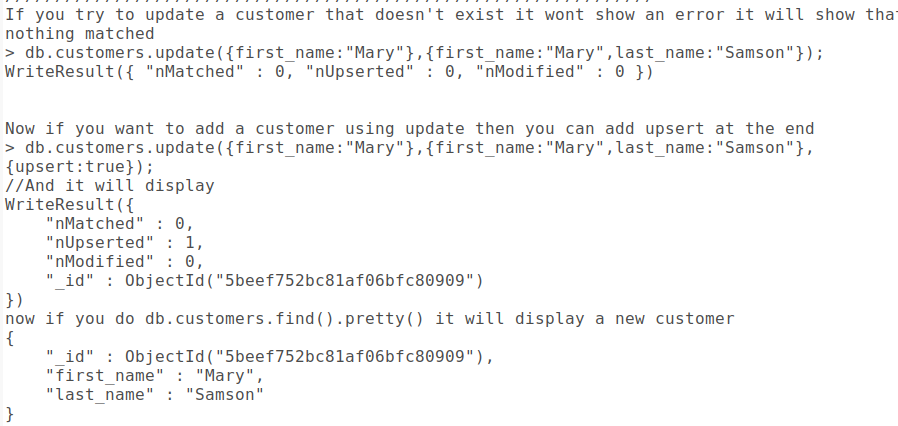 If you try to update a customer that doesn't exist it wont show an error it will show that
nothing matched
> db.customers.update({first_name:"Mary"},{first_name:"Mary",last_name:"Samson"});
WriteResult({ "nMatched" : 0, "nUpserted" : 0, "nModified" : 0 })
Now if you want to add a customer using update then you can add upsert at the end
> db.customers.update({first_name:"Mary"},{first_name:"Mary",last_name:"Samson"},
{upsert:true});
//And it will display
WriteResult({
    "nMatched" : 0,
    "nUpserted" : 1,
    "nModified" : 0,
    "_id" : ObjectId("5beef752bc81af06bfc80909")
})
now if you do db.customers.find().pretty() it will display a new customer
{
    "_id" : ObjectId("5beef752bc81af06bfc80909"),
    "first_name" : "Mary",
    "last_name" : "Samson"
}